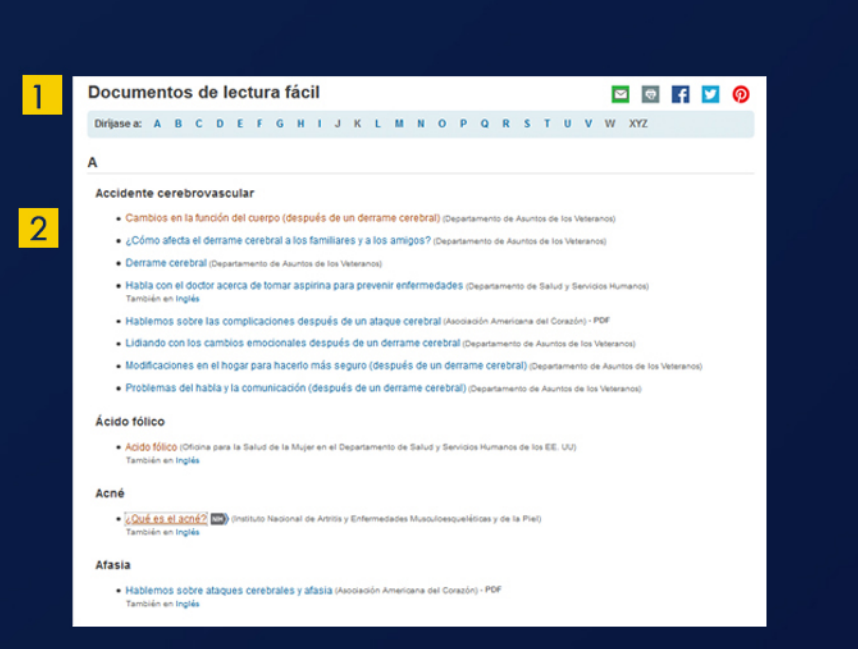 1
Documentos de lectura fácil
Diríjase a: A B C D E F G H I J K L M N O P Q R S T U V W XYZ
A
Accidente cerebrovascular
2
• Cambios en la función del cuerpo (después de un derrame cerebral) (Departamento de Asuntos de los Veteranos)
• ¿Cómo afecta el derrame cerebral a los familiares y a los amigos? (Departamento de Asuntos de los Veteranos)
• Derrame cerebral (Departamento de Asuntos de los Veteranos)
• Habla con el doctor acerca de tomar aspirina para prevenir enfermedades (Departamento de Salud y Servicios Humanos)
También en Inglés
• Hablemos sobre las complicaciones después de un ataque cerebral (Asociación Americana del Corazón) - PDF
• Lidiando con los cambios emocionales después de un derrame cerebral (Departamento de Asuntos de los Veteranos)
• Modificaciones en el hogar para hacerlo más seguro (después de un derrame cerebral) (Departamento de Asuntos de los Veteranos)
• Problemas del habla y la comunicación (después de un derrame cerebral) (Departamento de Asuntos de los Veteranos)
Ácido fólico
• Acido fólico (Oficina para la Salud de la Mujer en el Departamento de Salud y Servicios Humanos de los EE. UU)
También en Inglés
Acné
• ¿Qué es el acné? NIH (Instituto Nacional de Artritis y Enfermedades Musculoesqueléticas y de la Piel)
También en Inglés
Afasia
• Hablemos sobre ataques cerebrales y afasia (Asociación Americana del Corazón) - PDF
También en Inglés